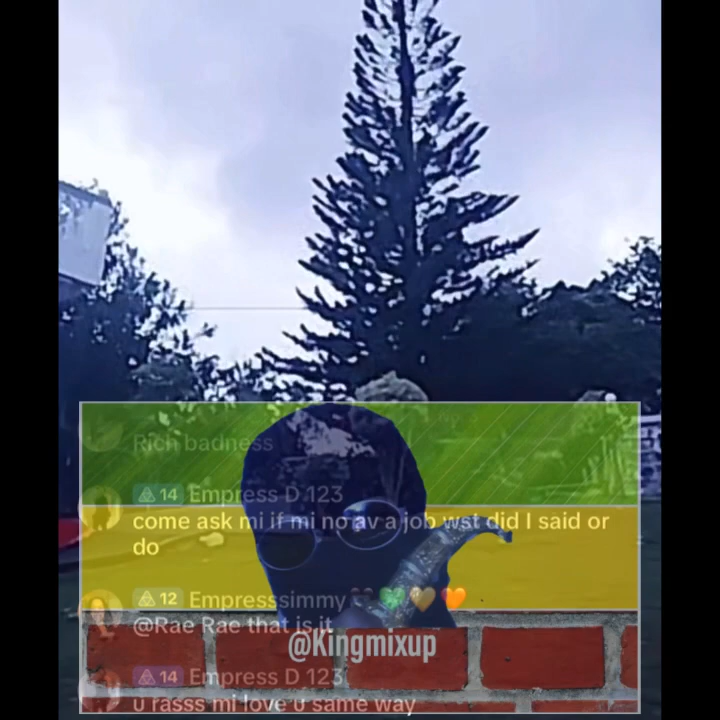 Rich badness
14 Empress D 123
come ask mi if mi no av a job wst did I said or
do
12 Empresssimmy🖤💚🤎🧡
@Rae Rae that is it
@Kingmixup
14 Empress D 123
u rasss mi love u same way